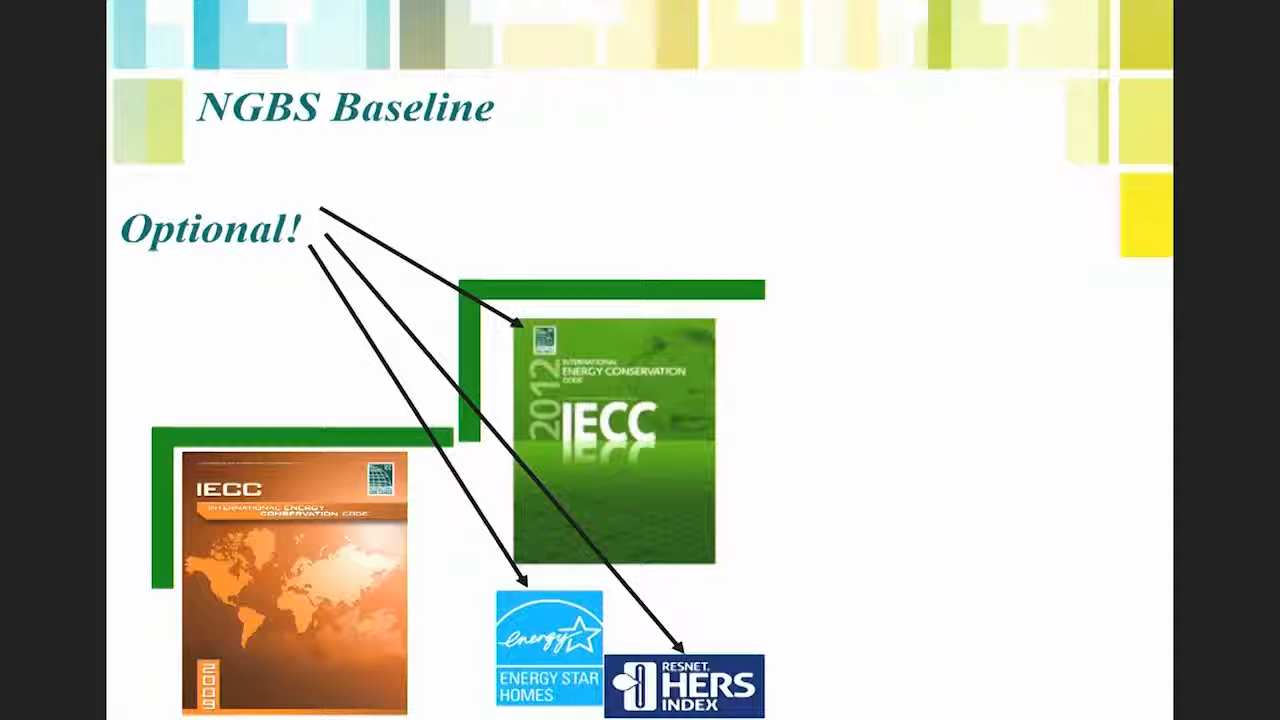 NGBS Baseline
Optional!
2012
INTERNATIONAL
ENERGY CONSERVATION
CODE
IECC
IECC
INTERNATIONAL ENERGY
CONSERVATION CODE
2009
energy
ENERGY STAR
HOMES
RESNET
HERS
INDEX